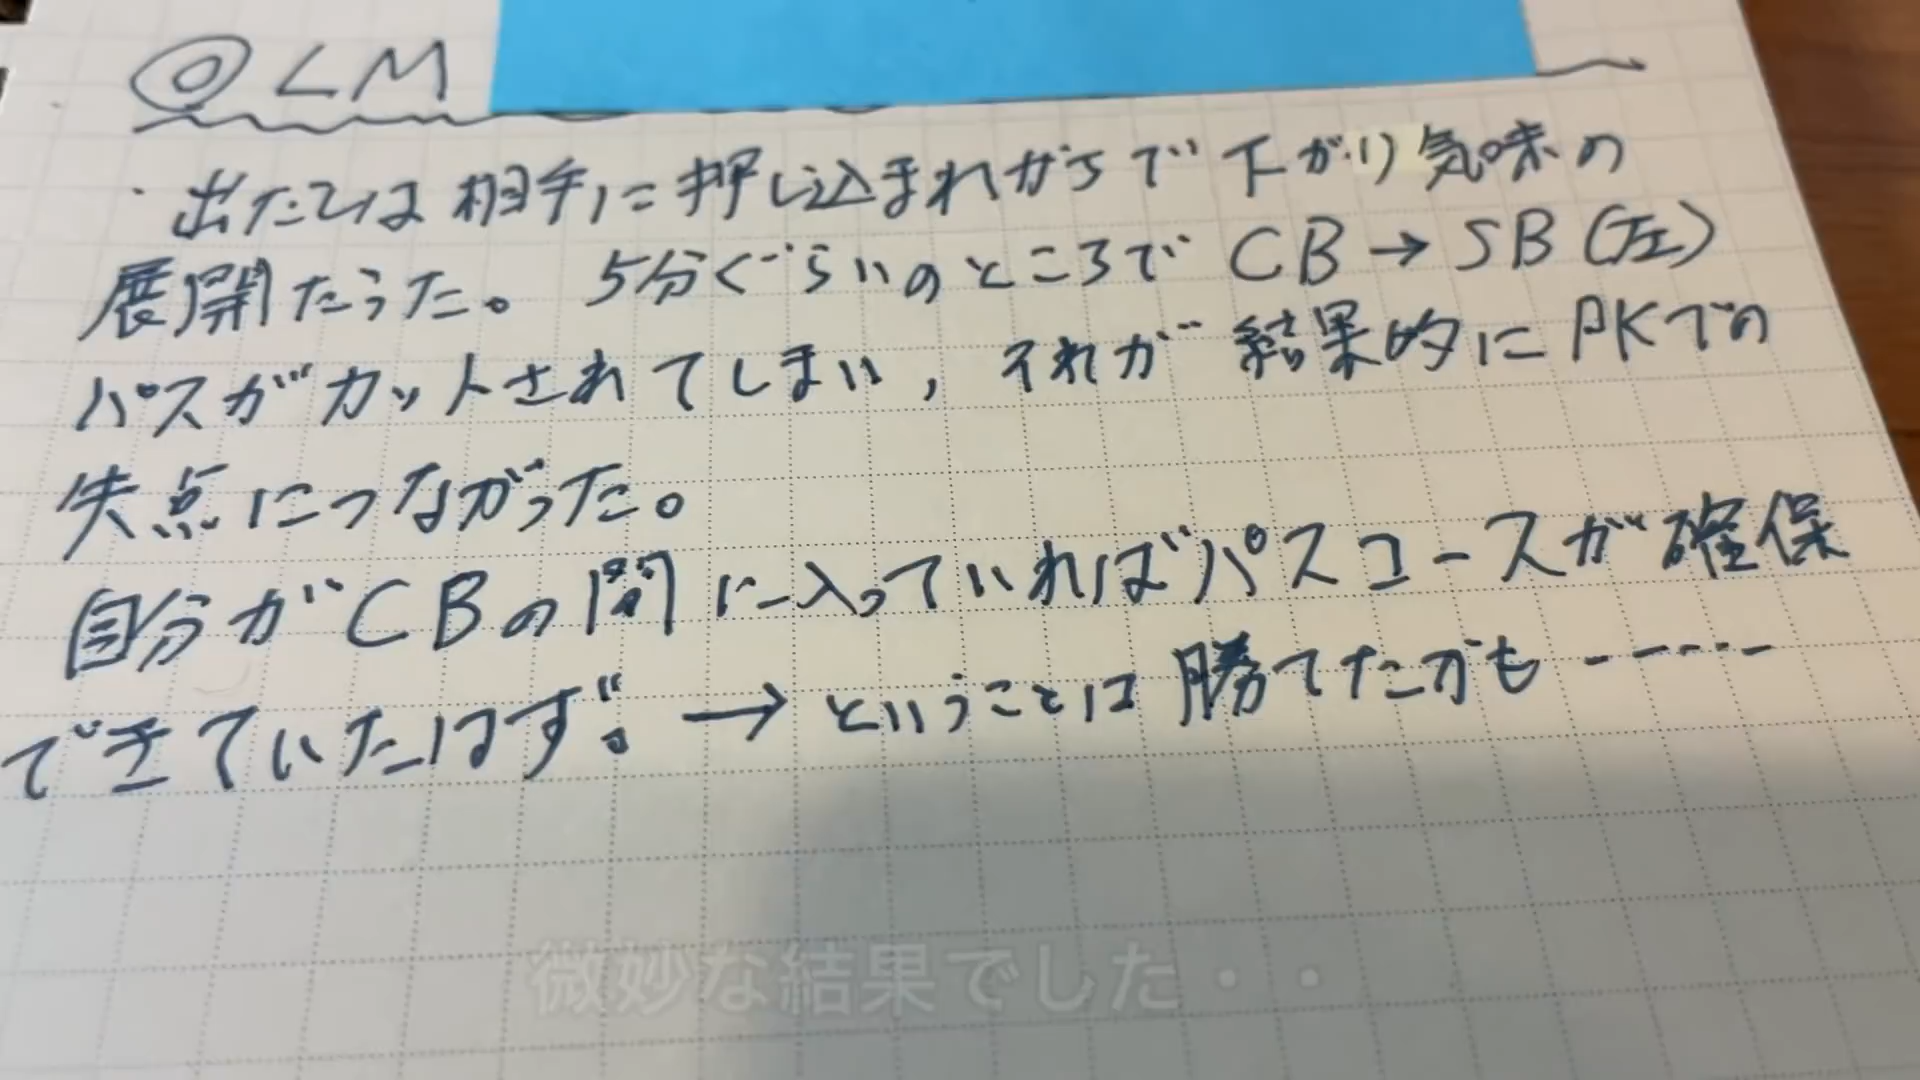 ◎LM
・出だしは相手に押し込まれがちで下がり気味の
展開だった。 5分ぐらいのところで CB→SB(左)
パスがカットされてしまい, それが 結果的に PKでの
失点につながった。
自分がCBの間に入っていればパスコースが確保
できていたはず。→ということは勝てたかも……
微妙な結果でした・・